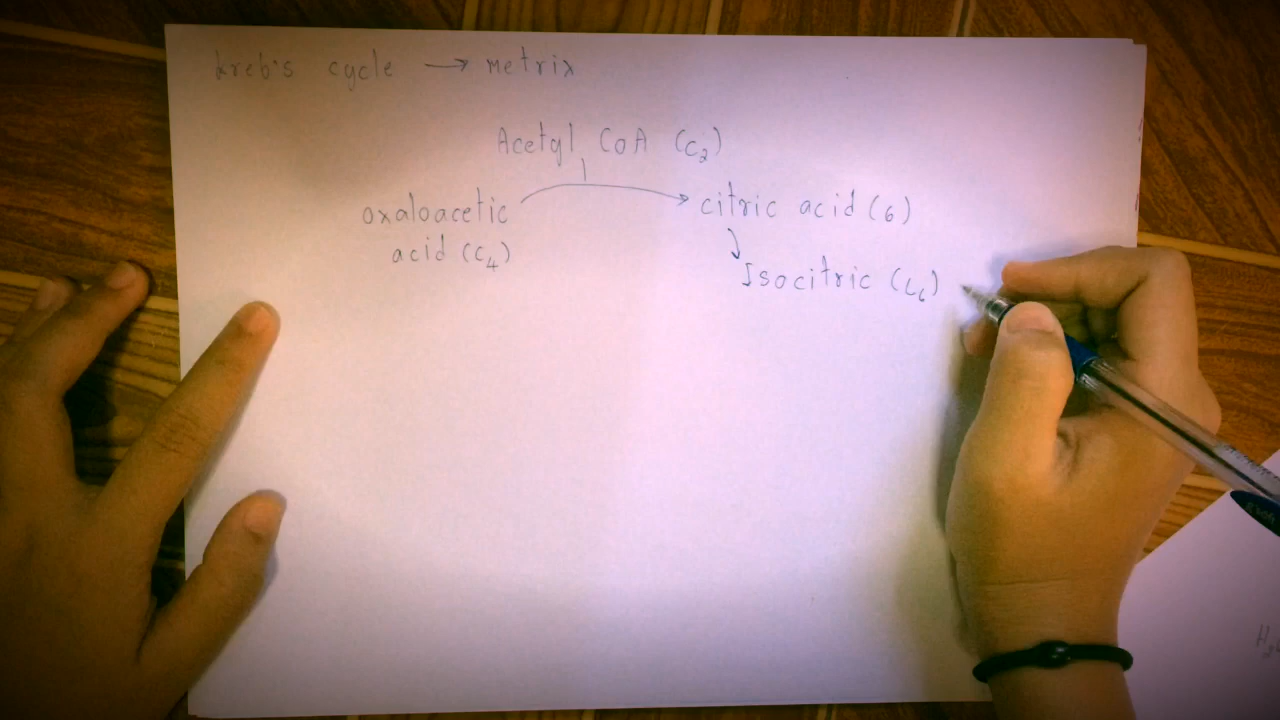 kreb's cycle → metrix
Acetyl CoA (C₂)
oxaloacetic
acid (C₄)
citric acid (6)
Isocitric (C₆)